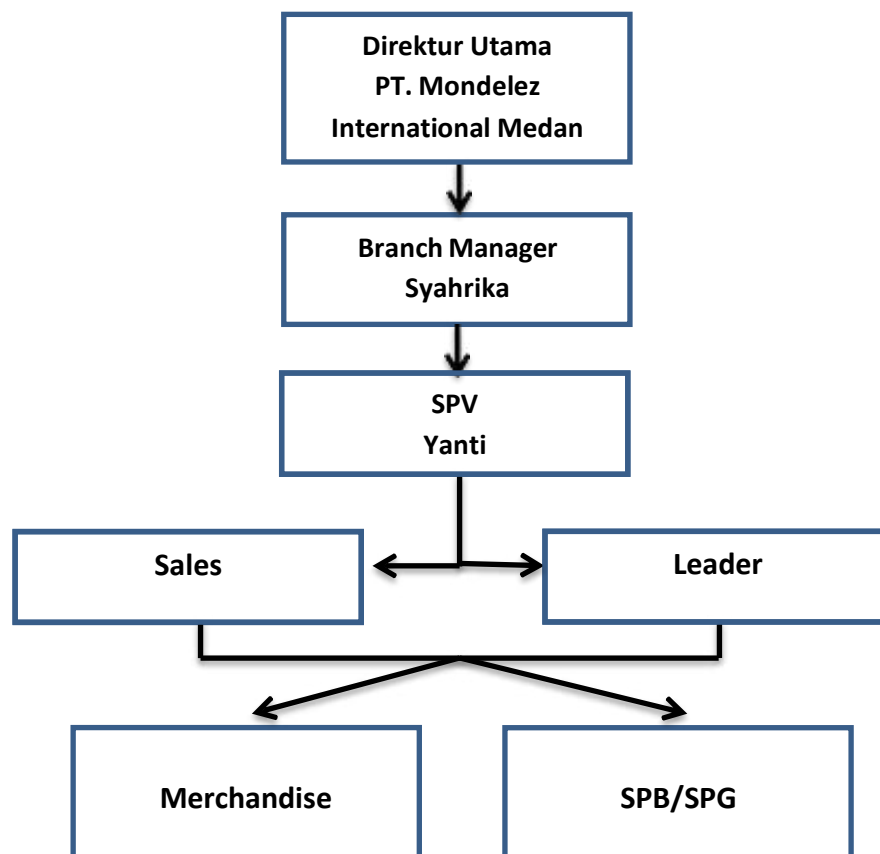 Direktur Utama
PT. Mondelez
International Medan
Branch Manager
Syahrika
SPV
Yanti
Sales
Leader
Merchandise
SPB/SPG